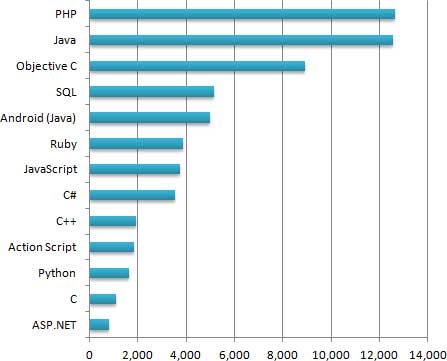 PHP
Java
Objective C
SQL
Android (Java)
Ruby
JavaScript
C#
C++
Action Script
Python
C
ASP.NET
0 2,000 4,000 6,000 8,000 10,000 12,000 14,000